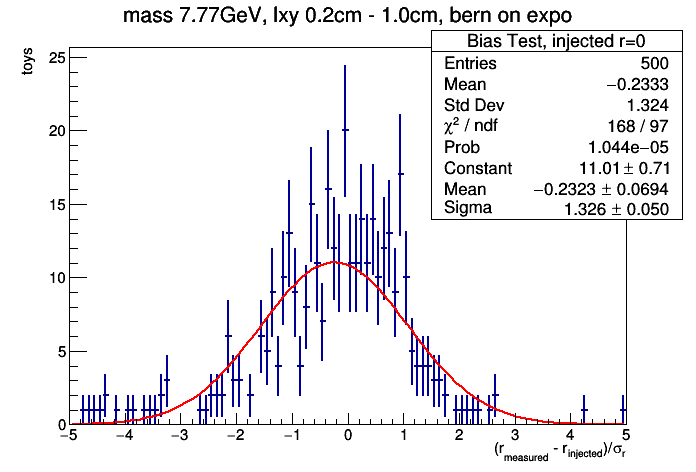 mass 7.77GeV, lxy 0.2cm - 1.0cm, bern on expo
Bias Test, injected r=0
Entries 500
Mean −0.2333
Std Dev 1.324
χ² / ndf 168 / 97
Prob 1.044e−05
Constant 11.01 ± 0.71
Mean −0.2323 ± 0.0694
Sigma 1.326 ± 0.050
toys
25
20
15
10
5
0
−5 −4 −3 −2 −1 0 1 2 3 4 5
(r_measured - r_injected)/σ_r